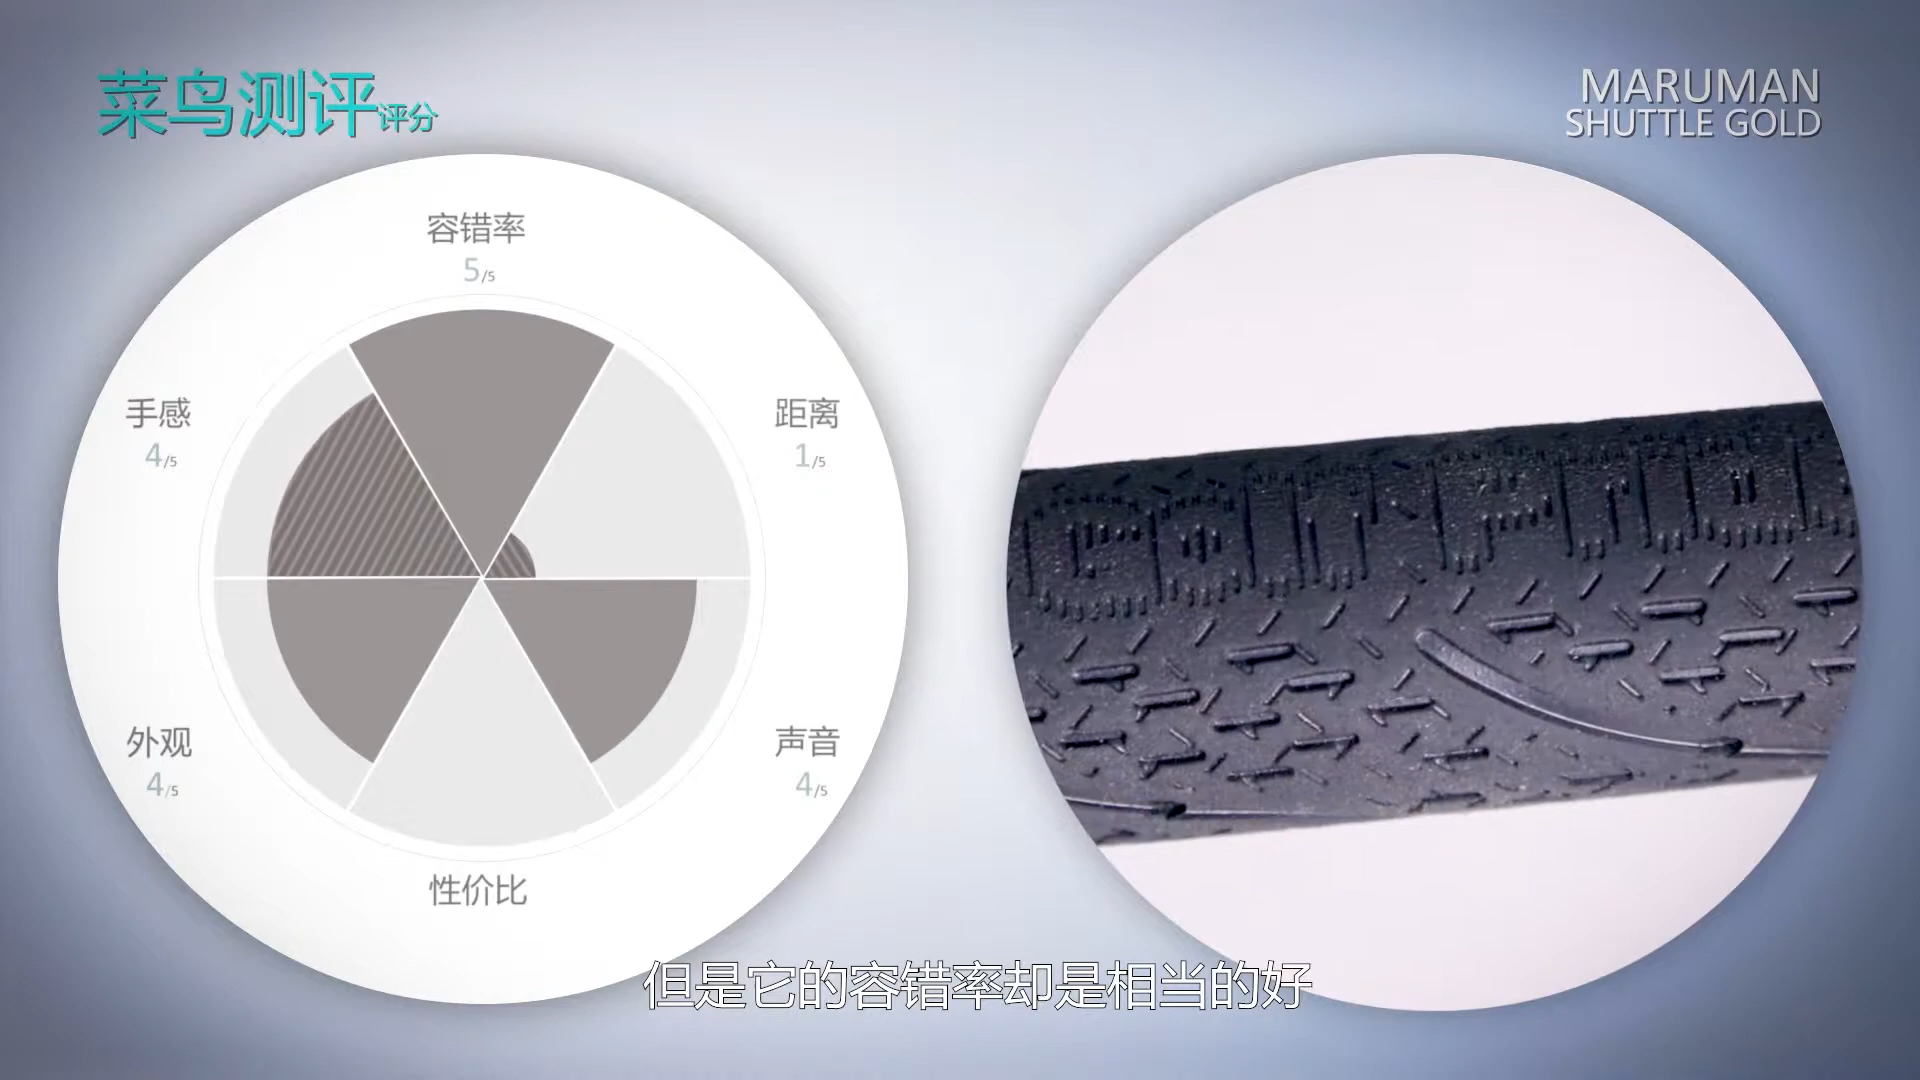 菜鸟测评评分
MARUMAN
SHUTTLE GOLD
容错率
5/5
手感
4/5
距离
1/5
外观
4/5
声音
4/5
性价比
但是它的容错率却是相当的好